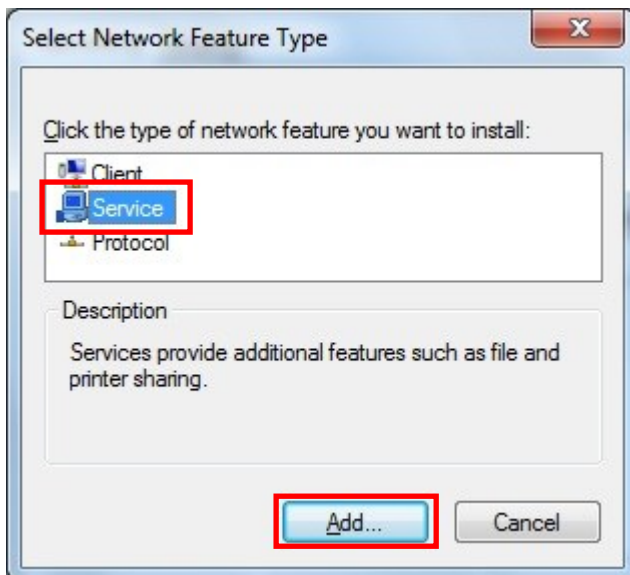 Select Network Feature Type
Click the type of network feature you want to install:
Client
Service
Protocol
Description
Services provide additional features such as file and
printer sharing.
Add...
Cancel